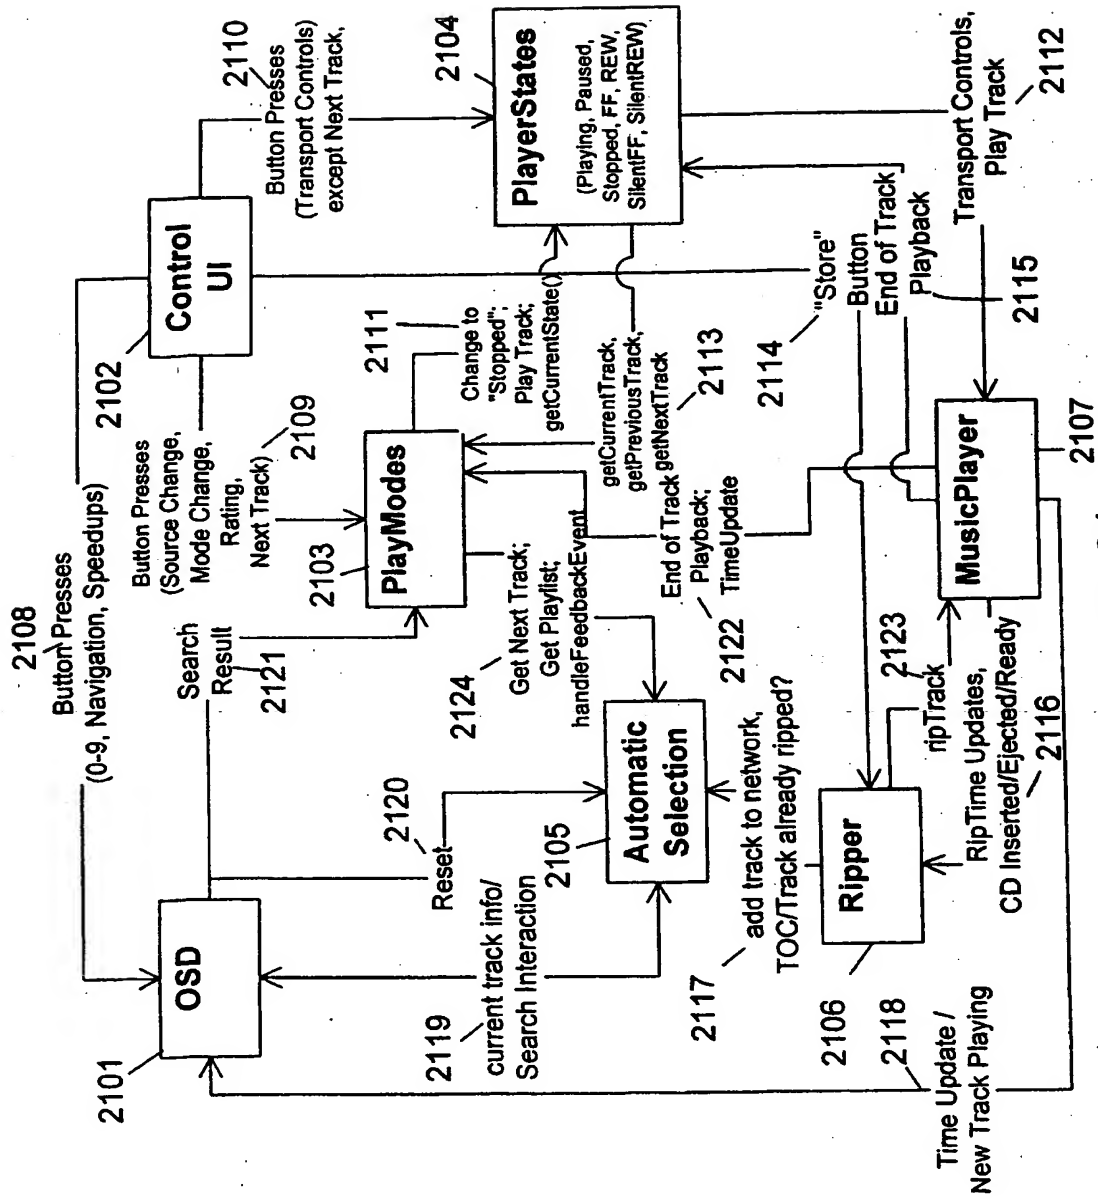 2108
Button Presses
(0-9, Navigation, Speedups)
2101
OSD
2102
Control
UI
2110
Button Presses
(Transport Controls)
except Next Track,
Button Presses
(Source Change,
Mode Change,
Rating,
Next Track)
2109
Search
Result
2121
2103
PlayModes
2111
Change to
"Stopped";
Play Track;
getCurrentState()
2104
PlayerStates
(Playing, Paused,
Stopped, FF, REW,
SilentFF, SilentREW)
2120
Reset
2119
current track info/
Search Interaction
2124
Get Next Track;
Get Playlist;
handleFeedbackEvent
getCurrentTrack,
getPreviousTrack,
getNextTrack
2113
2105
Automatic
Selection
End of Track
Playback;
TimeUpdate
2122
2114
"Store"
Button
End of Track
Playback
2115
Transport Controls,
Play Track
2112
2117
add track to network,
TOC/Track already ripped?
2106
Ripper
2123
ripTrack
RipTime Updates,
CD Inserted/Ejected/Ready
2116
MusicPlayer
2107
2118
Time Update /
New Track Playing